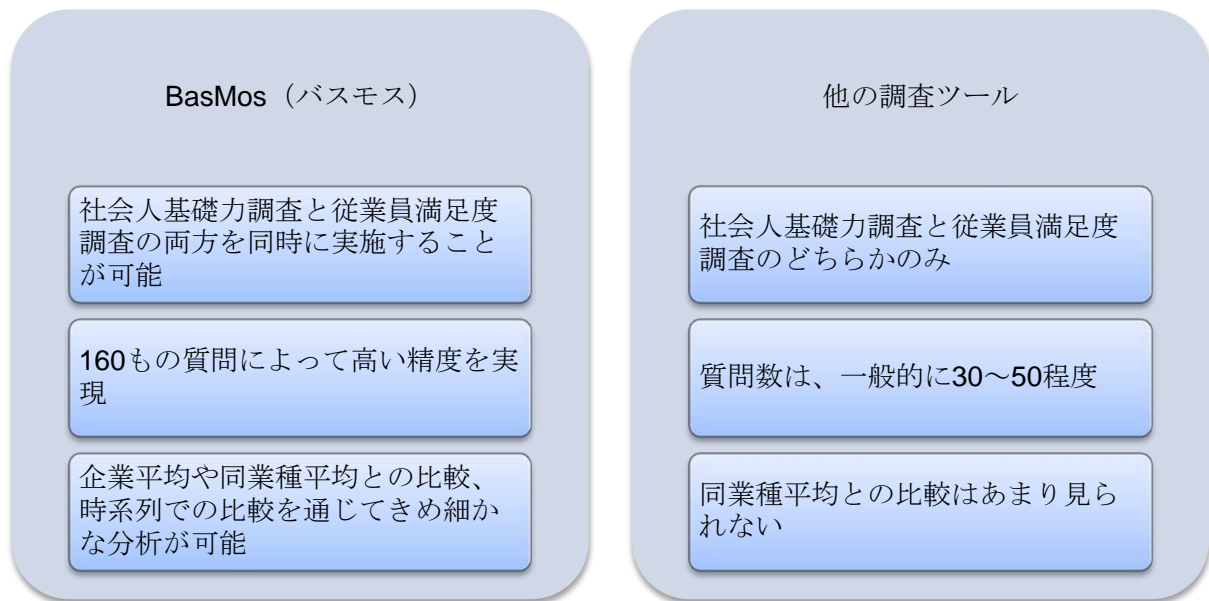 BasMos（バスモス）
社会人基礎力調査と従業員満足度
調査の両方を同時に実施すること
が可能
160もの質問によって高い精度を実
現
企業平均や同業種平均との比較、
時系列での比較を通じてきめ細か
な分析が可能
他の調査ツール
社会人基礎力調査と従業員満足度
調査のどちらかのみ
質問数は、一般的に30～50程度
同業種平均との比較はあまり見ら
れない